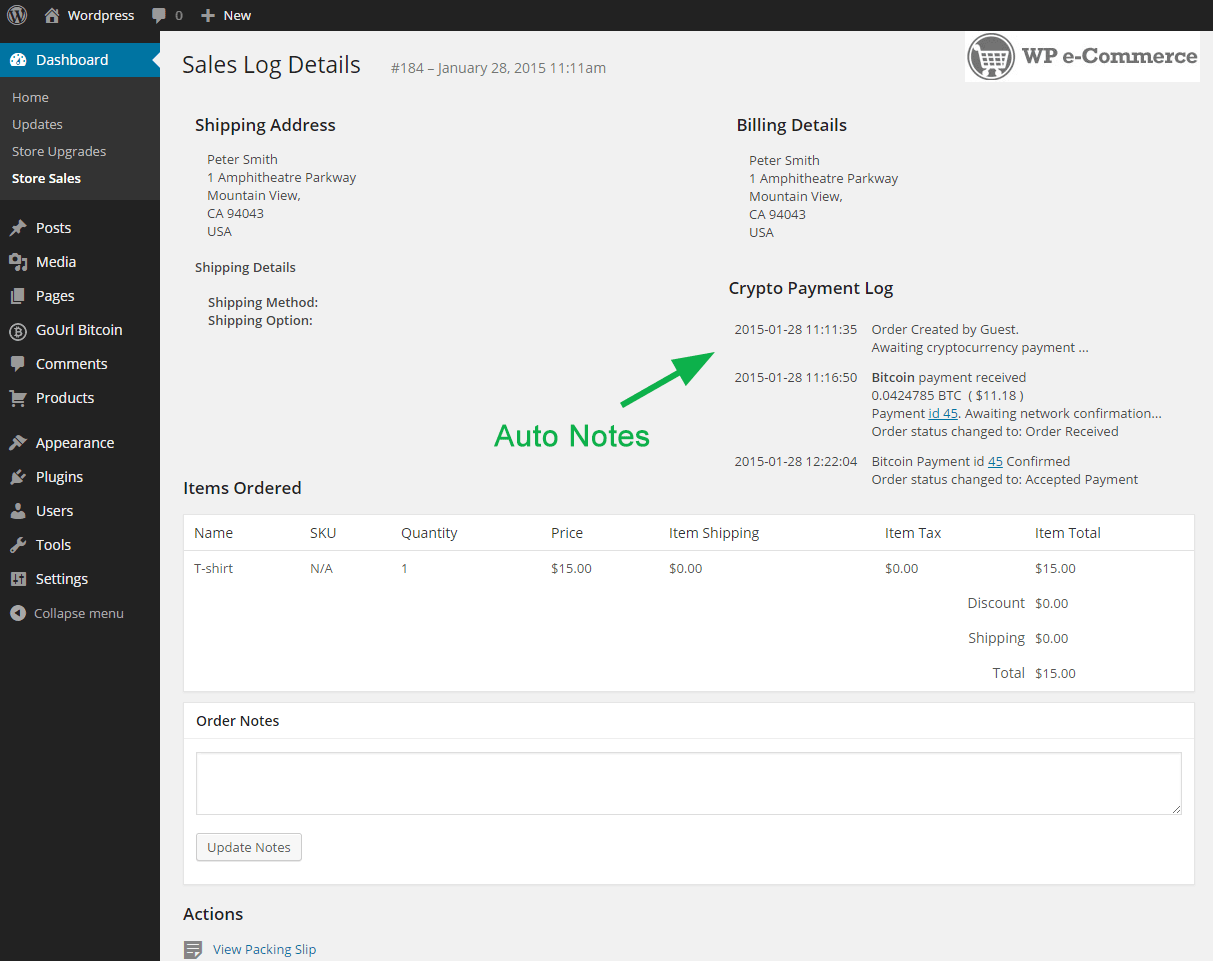 Wordpress 0 New
Dashboard
Home
Updates
Store Upgrades
Store Sales
Posts
Media
Pages
GoUrl Bitcoin
Comments
Products
Appearance
Plugins
Users
Tools
Settings
Collapse menu
Sales Log Details #184 – January 28, 2015 11:11am
WP e-Commerce
Shipping Address
Peter Smith
1 Amphitheatre Parkway
Mountain View,
CA 94043
USA
Shipping Details
Shipping Method:
Shipping Option:
Billing Details
Peter Smith
1 Amphitheatre Parkway
Mountain View,
CA 94043
USA
Crypto Payment Log
2015-01-28 11:11:35 Order Created by Guest.
Awaiting cryptocurrency payment ...
2015-01-28 11:16:50 Bitcoin payment received
0.0424785 BTC ( $11.18 )
Payment id 45. Awaiting network confirmation...
Order status changed to: Order Received
2015-01-28 12:22:04 Bitcoin Payment id 45 Confirmed
Order status changed to: Accepted Payment
Auto Notes
Items Ordered
Name SKU Quantity Price Item Shipping Item Tax Item Total
T-shirt N/A 1 $15.00 $0.00 $0.00 $15.00
Discount $0.00
Shipping $0.00
Total $15.00
Order Notes
Update Notes
Actions
View Packing Slip